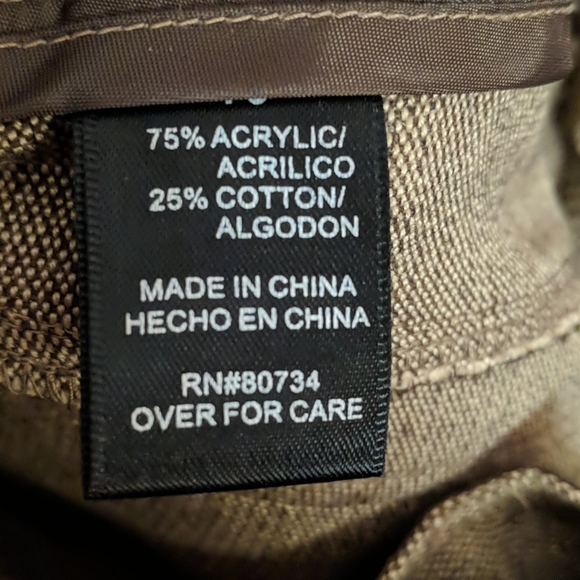 75% ACRYLIC/
ACRILICO
25% COTTON/
ALGODON
MADE IN CHINA
HECHO EN CHINA
RN#80734
OVER FOR CARE